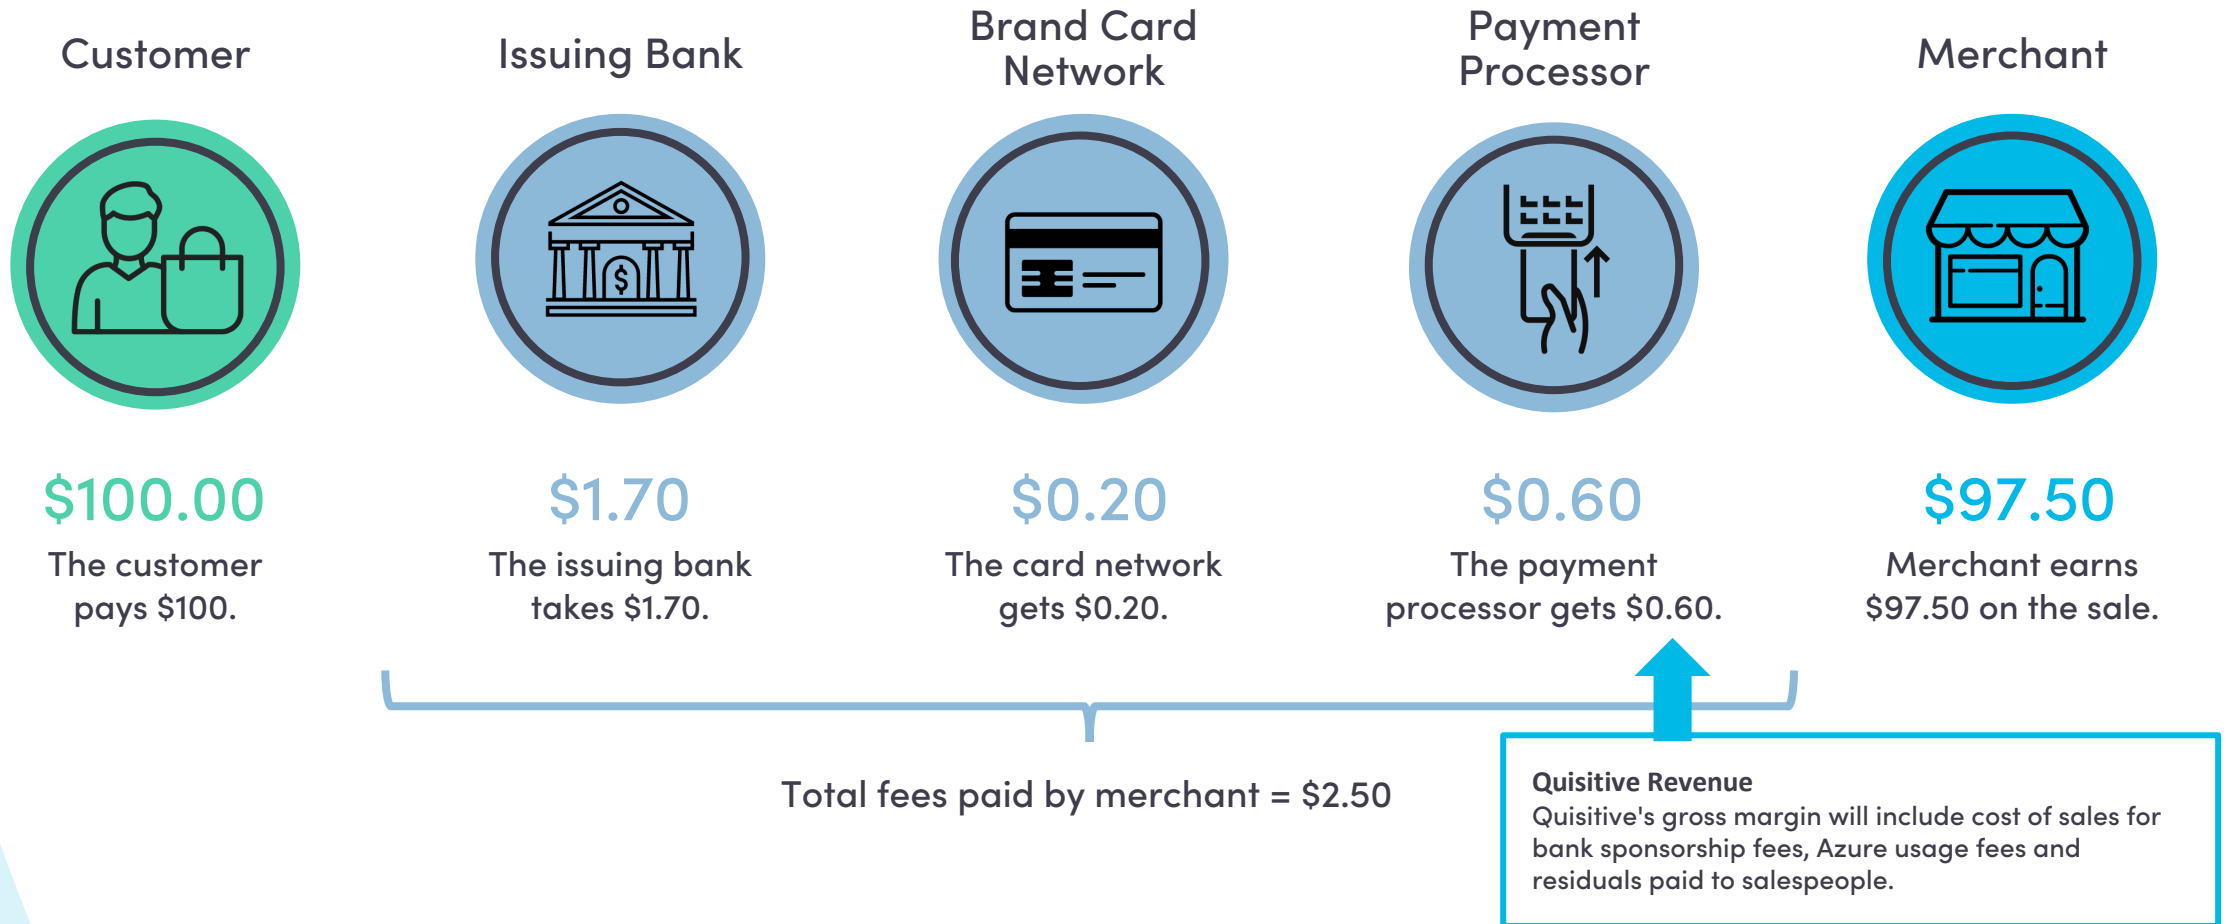 Customer
$100.00
The customer
pays $100.
Issuing Bank
$
$1.70
The issuing bank
takes $1.70.
Brand Card
Network
$0.20
The card network
gets $0.20.
Payment
Processor
$0.60
The payment
processor gets $0.60.
Merchant
$97.50
Merchant earns
$97.50 on the sale.
Total fees paid by merchant = $2.50
Quisitive Revenue
Quisitive's gross margin will include cost of sales for
bank sponsorship fees, Azure usage fees and
residuals paid to salespeople.